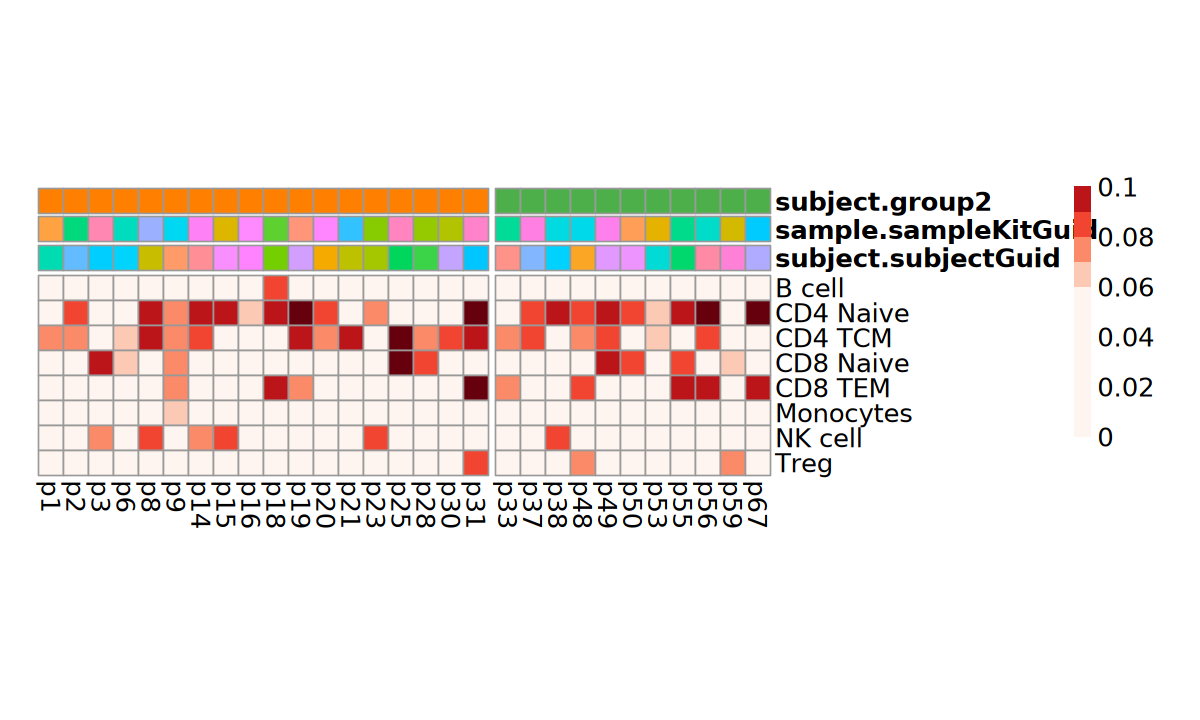 subject.group2
sample.sampleKitGuid
subject.subjectGuid
B cell
CD4 Naive
CD4 TCM
CD8 Naive
CD8 TEM
Monocytes
NK cell
Treg
0.1
0.08
0.06
0.04
0.02
0
p1
p2
p3
p6
p8
p9
p14
p15
p16
p18
p19
p20
p21
p23
p25
p28
p30
p31
p33
p37
p38
p48
p49
p50
p53
p55
p56
p59
p67